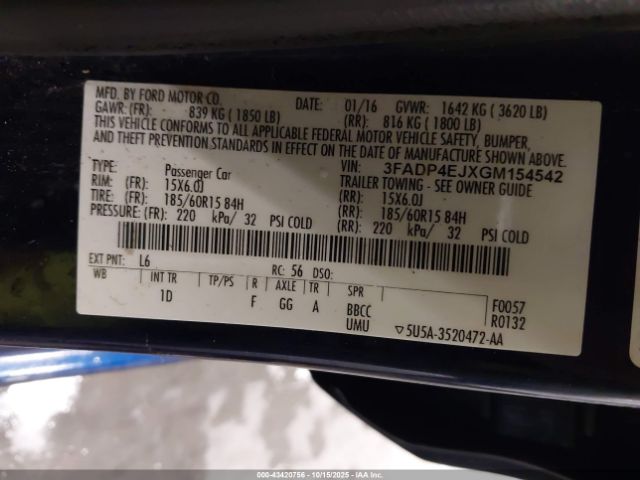 MFD. BY FORD MOTOR CO.
DATE: 01/16 GVWR: 1642 KG ( 3620 LB)
GAWR: (FR): 839 KG ( 1850 LB) (RR): 816 KG ( 1800 LB)
THIS VEHICLE CONFORMS TO ALL APPLICABLE FEDERAL MOTOR VEHICLE SAFETY, BUMPER,
AND THEFT PREVENTION STANDARDS IN EFFECT ON THE DATE OF MANUFACTURE SHOWN ABOVE.
VIN: 3FADP4EJXGM154542
TYPE: Passenger Car TRAILER TOWING - SEE OWNER GUIDE
RIM: (FR) 15X6.0J (RR): 15X6.0J
TIRE: (FR): 185/60R15 84H (RR): 185/60R15 84H
PRESSURE: (FR) 220 kPa/ 32 PSI COLD (RR) 220 kPa/ 32 PSI COLD
EXT PNT: L6 RC: 56 DSO:
WB INT TR TP/PS R AXLE TR SPR F0057
1D F GG A BBCC R0132
UMU ▽5U5A-3520472-AA
000-43420756 | 10/15/2025 - IAA Corp.